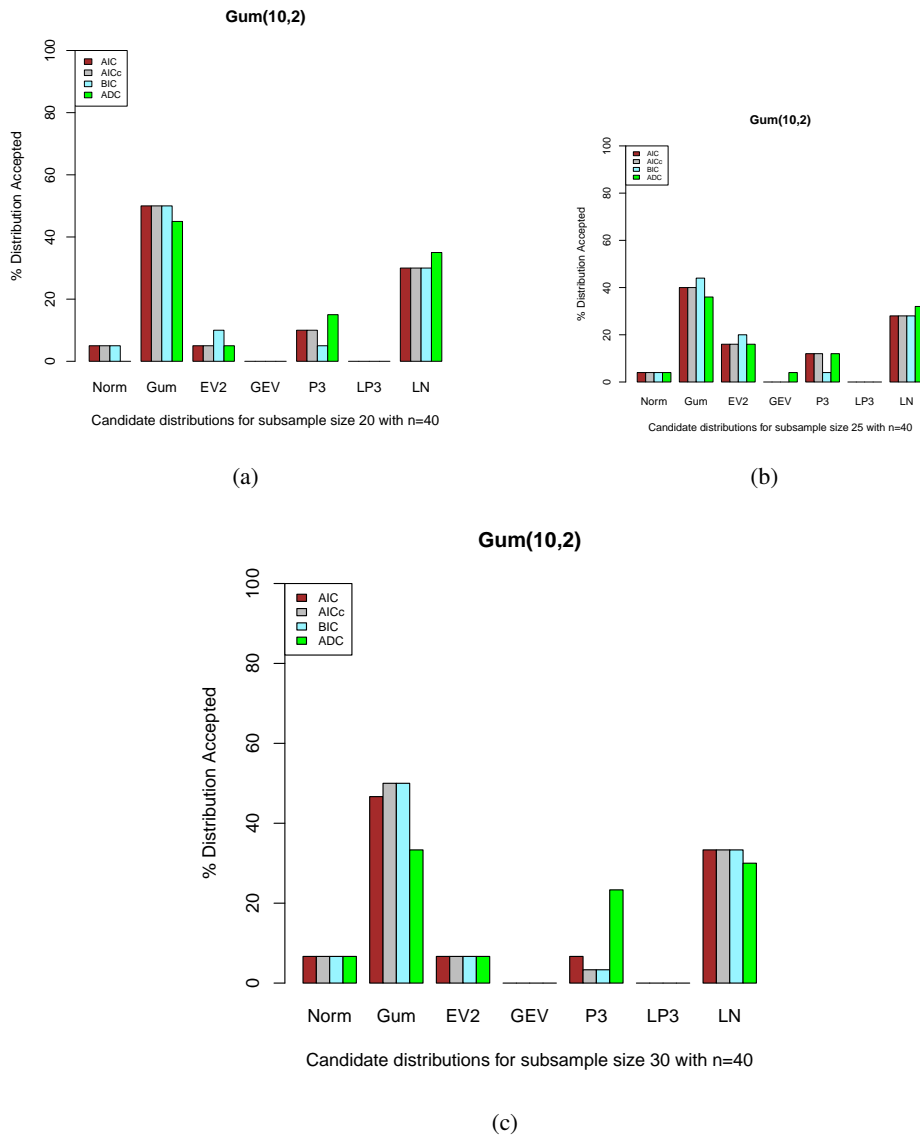 Gum(10,2)
% Distribution Accepted
100
80
60
40
20
0
AIC
AICc
BIC
ADC
Norm Gum EV2 GEV P3 LP3 LN
Candidate distributions for subsample size 20 with n=40
(a)
Gum(10,2)
% Distribution Accepted
100
80
60
40
20
0
AIC
AICc
BIC
ADC
Norm Gum EV2 GEV P3 LP3 LN
Candidate distributions for subsample size 25 with n=40
(b)
Gum(10,2)
% Distribution Accepted
100
80
60
40
20
0
AIC
AICc
BIC
ADC
Norm Gum EV2 GEV P3 LP3 LN
Candidate distributions for subsample size 30 with n=40
(c)